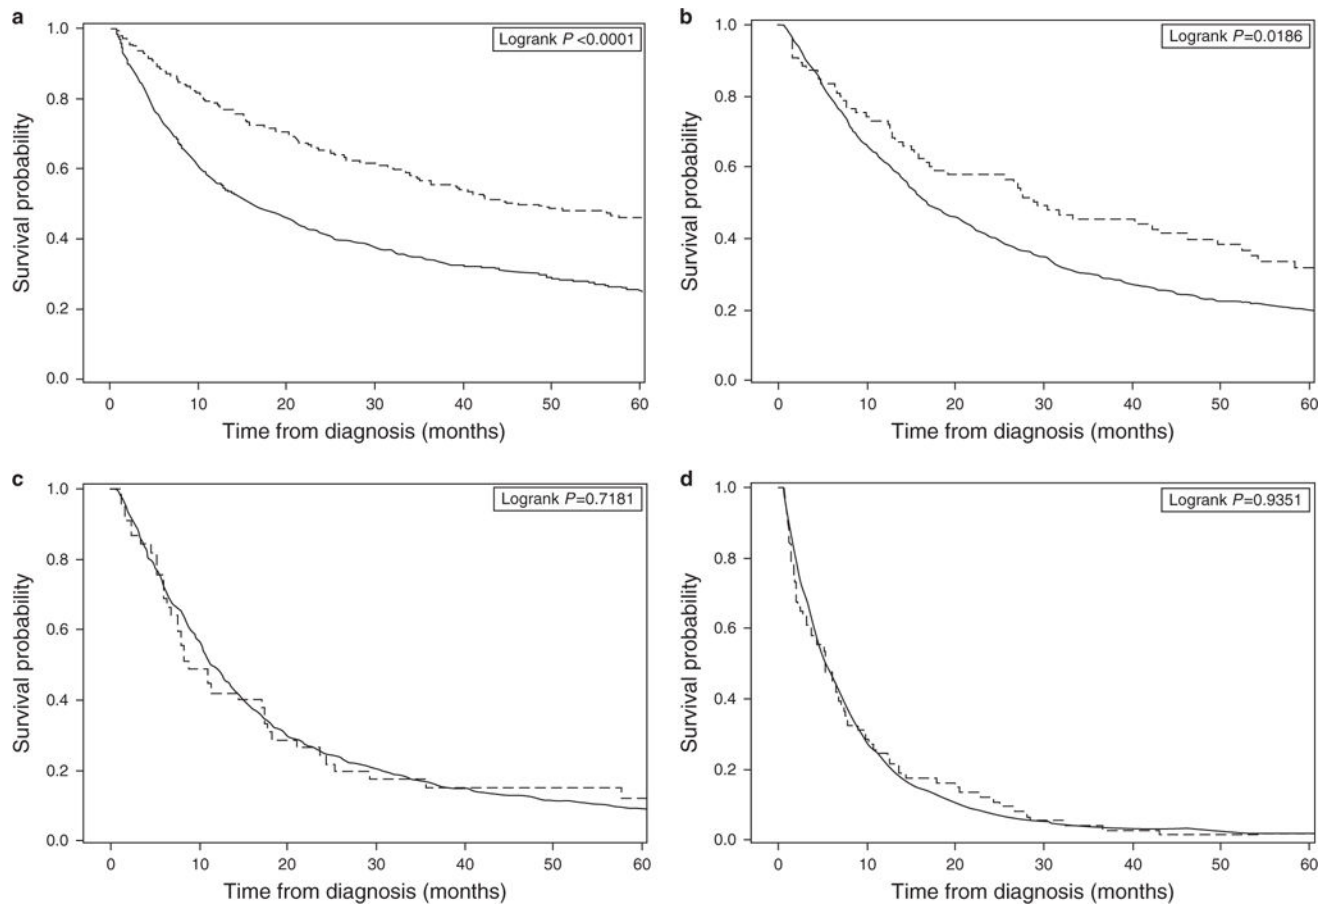 a
Logrank P <0.0001
Survival probability
1.0
0.8
0.6
0.4
0.2
0.0
0 10 20 30 40 50 60
Time from diagnosis (months)
b
Logrank P=0.0186
Survival probability
1.0
0.8
0.6
0.4
0.2
0.0
0 10 20 30 40 50 60
Time from diagnosis (months)
c
Logrank P=0.7181
Survival probability
1.0
0.8
0.6
0.4
0.2
0.0
0 10 20 30 40 50 60
Time from diagnosis (months)
d
Logrank P=0.9351
Survival probability
1.0
0.8
0.6
0.4
0.2
0.0
0 10 20 30 40 50 60
Time from diagnosis (months)